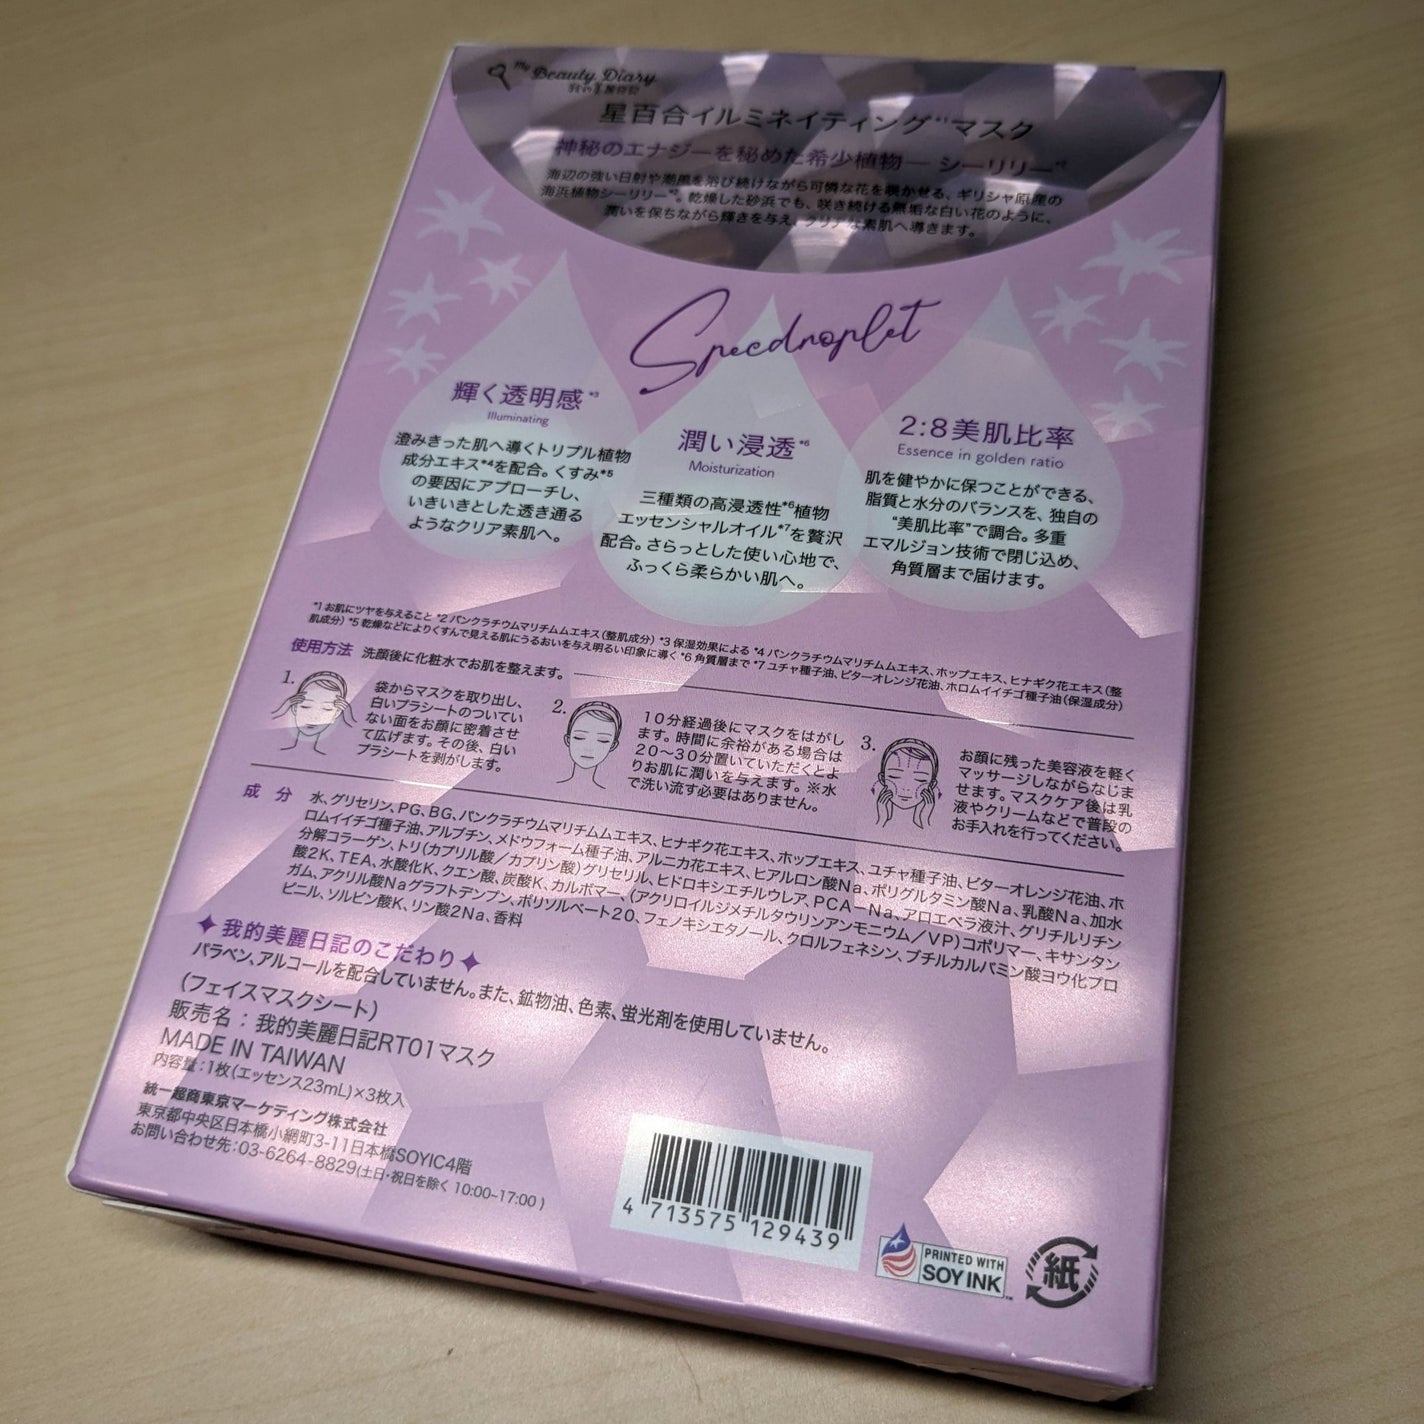 My Beauty Diary
我的美麗日記
星百合イルミネイティング*1マスク
神秘のエナジーを秘めた希少植物— シーリリー*2
海辺の強い日射や潮風を浴び続けながら可憐な花を咲かせる、ギリシャ原産の
海浜植物シーリリー*2。乾燥した砂浜でも、咲き続ける無垢な白い花のように、
潤いを保ちながら輝きを与え、クリアな素肌へ導きます。
Specdroplet
輝く透明感*3
Illuminating
澄みきった肌へ導くトリプル植物
成分エキス*4を配合。くすみ*5
の要因にアプローチし、
いきいきとした透き通る
ようなクリア素肌へ。
潤い浸透*6
Moisturization
三種類の高浸透性*6植物
エッセンシャルオイル*7を贅沢
配合。さらっとした使い心地で、
ふっくら柔らかい肌へ。
2:8美肌比率
Essence in golden ratio
肌を健やかに保つことができる、
脂質と水分のバランスを、独自の
“美肌比率”で調合。多重
エマルジョン技術で閉じ込め、
角質層まで届けます。
*1 お肌にツヤを与えること *2 パンクラチウムマリチムムエキス(整肌成分) *3 保湿効果による *4 パンクラチウムマリチムムエキス、ホップエキス、ヒナギク花エキス(整
肌成分) *5 乾燥などによりくすんで見える肌にうるおいを与え明るい印象に導く *6 角質層まで *7 ユチャ種子油、ビターオレンジ花油、ホロムイイチゴ種子油(保湿成分)
使用方法 洗顔後に化粧水でお肌を整えます。
1.
袋からマスクを取り出し、
白いプラシートのついてい
ない面をお顔に密着させ
て広げます。その後、白い
プラシートを剥がします。
2.
10分経過後にマスクをはがし
ます。時間に余裕がある場合は
20〜30分置いていただくとよ
りお肌に潤いを与えます。※水
で洗い流す必要はありません。
3.
お顔に残った美容液を軽く
マッサージしながらなじま
せます。マスクケア後は乳
液やクリームなどで普段の
お手入れを行ってください。
成 分 水、グリセリン、PG、BG、パンクラチウムマリチムムエキス、ヒナギク花エキス、ホップエキス、ユチャ種子油、ビターオレンジ花油、ホ
ロムイイチゴ種子油、アルブチン、メドウフォーム種子油、アルニカ花エキス、ヒアルロン酸Na、ポリグルタミン酸Na、乳酸Na、加水
分解コラーゲン、トリ(カプリル酸／カプリン酸)グリセリル、ヒドロキシエチルウレア、PCA−Na、アロエベラ液汁、グリチルリチン
酸2K、TEA、水酸化K、クエン酸、炭酸K、カルボマー、(アクリロイルジメチルタウリンアンモニウム／VP)コポリマー、キサンタン
ガム、アクリル酸Naグラフトデンプン、ポリソルベート20、フェノキシエタノール、クロルフェネシン、ブチルカルバミン酸ヨウ化プロ
ピニル、ソルビン酸K、リン酸2Na、香料
✦我的美麗日記のこだわり✦
パラベン、アルコールを配合していません。また、鉱物油、色素、蛍光剤を使用していません。
(フェイスマスクシート)
販売名：我的美麗日記RT01マスク
MADE IN TAIWAN
内容量：1枚(エッセンス23mL)×3枚入
統一超商東京マーケティング株式会社
東京都中央区日本橋小網町3-11日本橋SOYIC4階
お問い合わせ先：03-6264-8829(土日・祝日を除く 10:00~17:00 )
4 713575 129439
PRINTED WITH
SOY INK
TM
紙